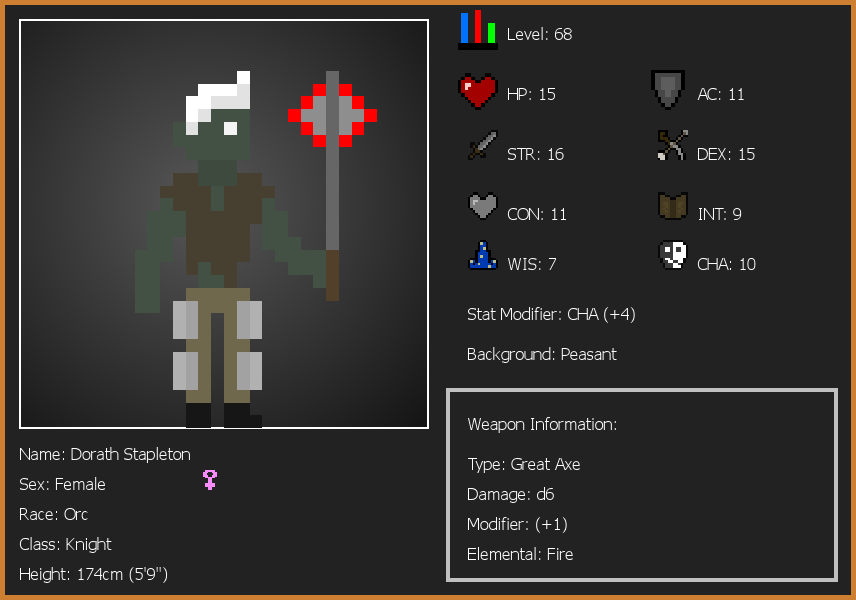 Level: 68
HP: 15
AC: 11
STR: 16
DEX: 15
CON: 11
INT: 9
WIS: 7
CHA: 10
Stat Modifier: CHA (+4)
Background: Peasant
Weapon Information:
Type: Great Axe
Damage: d6
Modifier: (+1)
Elemental: Fire
Name: Dorath Stapleton
Sex: Female
Race: Orc
Class: Knight
Height: 174cm (5'9")